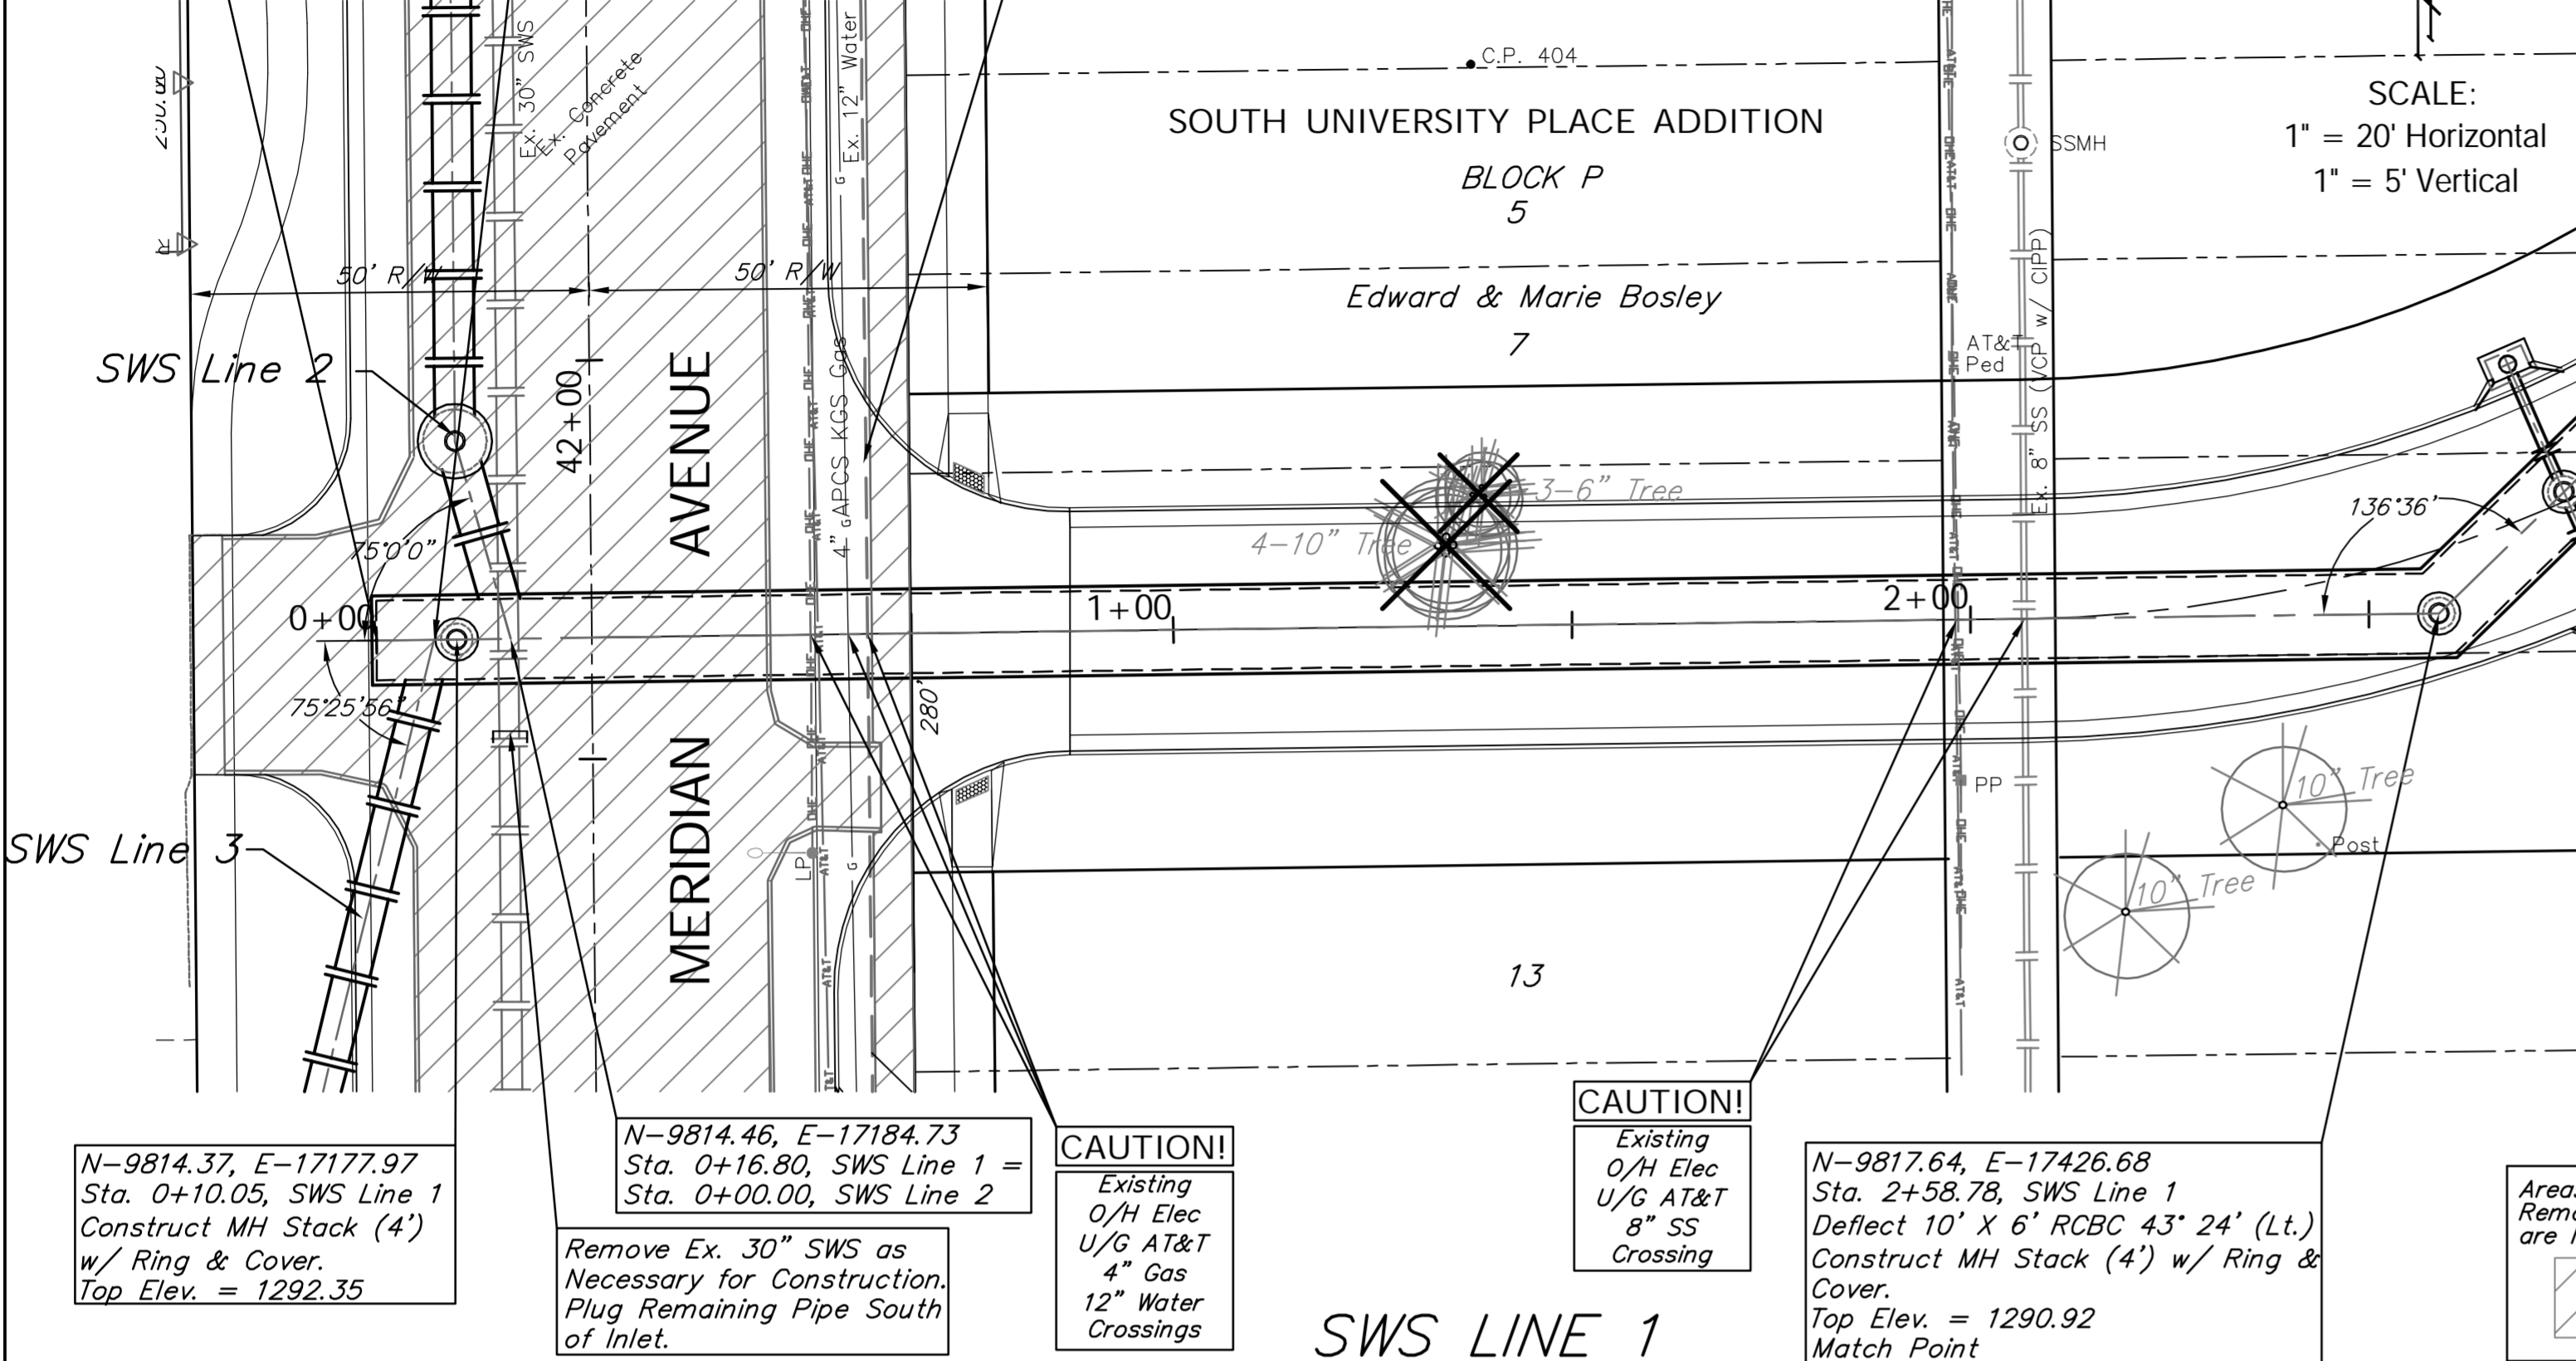 C.P. 404
SOUTH UNIVERSITY PLACE ADDITION
BLOCK P
5
Edward & Marie Bosley
7
SCALE:
1" = 20' Horizontal
1" = 5' Vertical
SSMH
Ex. 30" SWS
Ex. Concrete
Pavement
Ex. 12" Water
G
50' R/W
50' R/W
4" APCS KGS Gas
G
AT&T
Ped
Ex. 8" SS (VCP w/ CIPP)
SWS Line 2
42+00
MERIDIAN AVENUE
3-6" Tree
4-10" Tree
136°36'
75°0'0"
0+00
1+00
2+00
75°25'56"
280'
SWS Line 3
LP
G
PP
10" Tree
Post
10" Tree
13
OHE
AT&T
N-9814.37, E-17177.97
Sta. 0+10.05, SWS Line 1
Construct MH Stack (4')
w/ Ring & Cover.
Top Elev. = 1292.35
N-9814.46, E-17184.73
Sta. 0+16.80, SWS Line 1 =
Sta. 0+00.00, SWS Line 2
Remove Ex. 30" SWS as
Necessary for Construction.
Plug Remaining Pipe South
of Inlet.
CAUTION!
Existing
O/H Elec
U/G AT&T
4" Gas
12" Water
Crossings
CAUTION!
Existing
O/H Elec
U/G AT&T
8" SS
Crossing
N-9817.64, E-17426.68
Sta. 2+58.78, SWS Line 1
Deflect 10' X 6' RCBC 43° 24' (Lt.)
Construct MH Stack (4') w/ Ring &
Cover.
Top Elev. = 1290.92
Match Point
SWS LINE 1
are